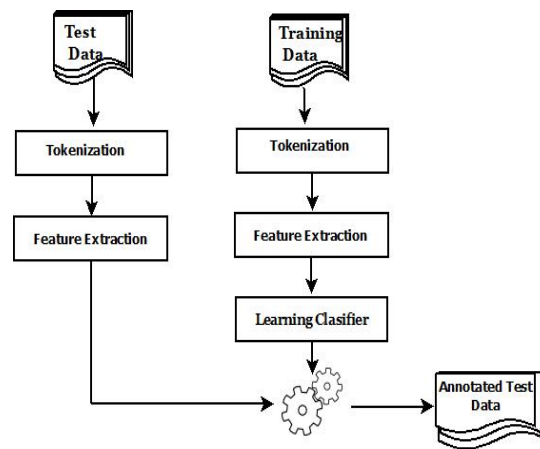 Test
Data
Training
Data
Tokenization
Tokenization
Feature Extraction
Feature Extraction
Learning Clasifier
Annotated Test
Data